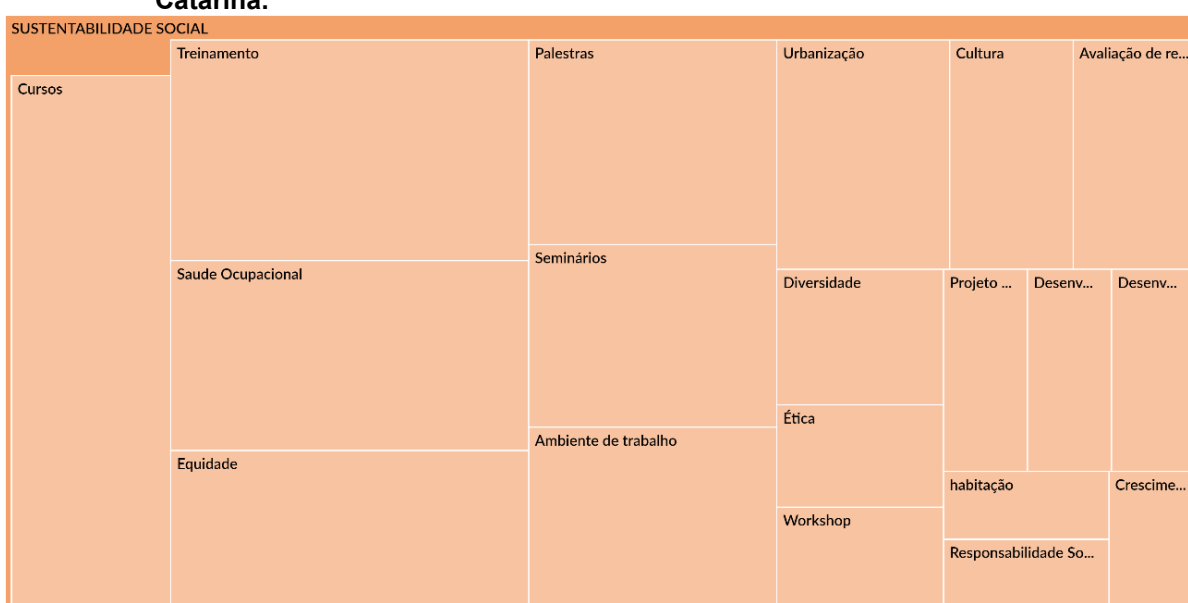 Catarina.
SUSTENTABILIDADE SOCIAL
Cursos
Treinamento
Saude Ocupacional
Equidade
Palestras
Seminários
Ambiente de trabalho
Urbanização
Diversidade
Ética
Workshop
Cultura
Avaliação de re...
Projeto ...
Desenv...
Desenv...
habitação
Responsabilidade So...
Crescime...